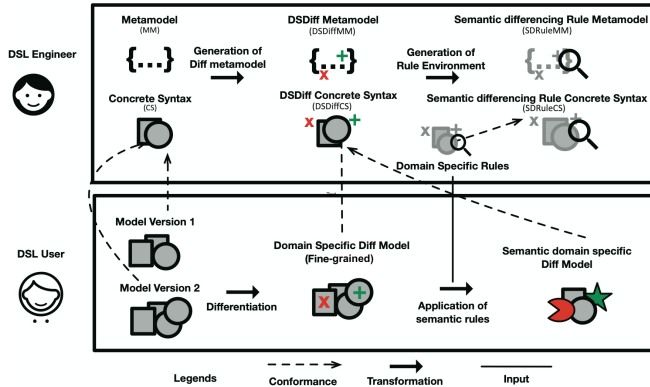 DSL Engineer
Metamodel
(MM)
{...}
Generation of
Diff metamodel
DSDiff Metamodel
(DSDiffMM)
{...}
x
+
Generation of
Rule Environment
Semantic differencing Rule Metamodel
(SDRuleMM)
{...}
x
+
Concrete Syntax
(CS)
DSDiff Concrete Syntax
(DSDiffCS)
x
+
Semantic differencing Rule Concrete Syntax
(SDRuleCS)
x
+
x
+
Domain Specific Rules
DSL User
Model Version 1
Model Version 2
Differentiation
Domain Specific Diff Model
(Fine-grained)
x
+
Application of
semantic rules
Semantic domain specific
Diff Model
Legends
Conformance
Transformation
Input